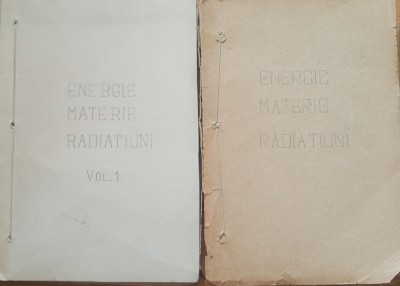 ENERGIE
MATERIE
RADIATIUNI
VOL.1
ENERGIE
MATERIE
RADIATIUNI